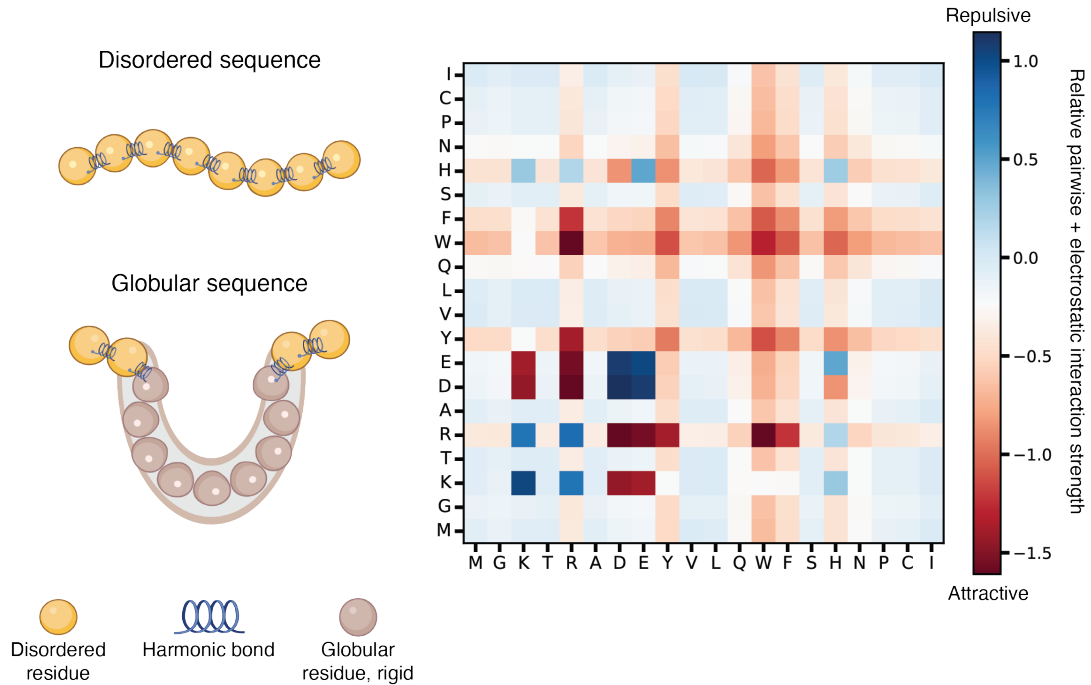 Disordered sequence
Globular sequence
Disordered
residue
Harmonic bond
Globular
residue, rigid
I
C
P
N
H
S
F
W
Q
L
V
Y
E
D
A
R
T
K
G
M
M G K T R A D E Y V L Q W F S H N P C I
Repulsive
1.0
0.5
0.0
−0.5
−1.0
−1.5
Attractive
Relative pairwise + electrostatic interaction strength